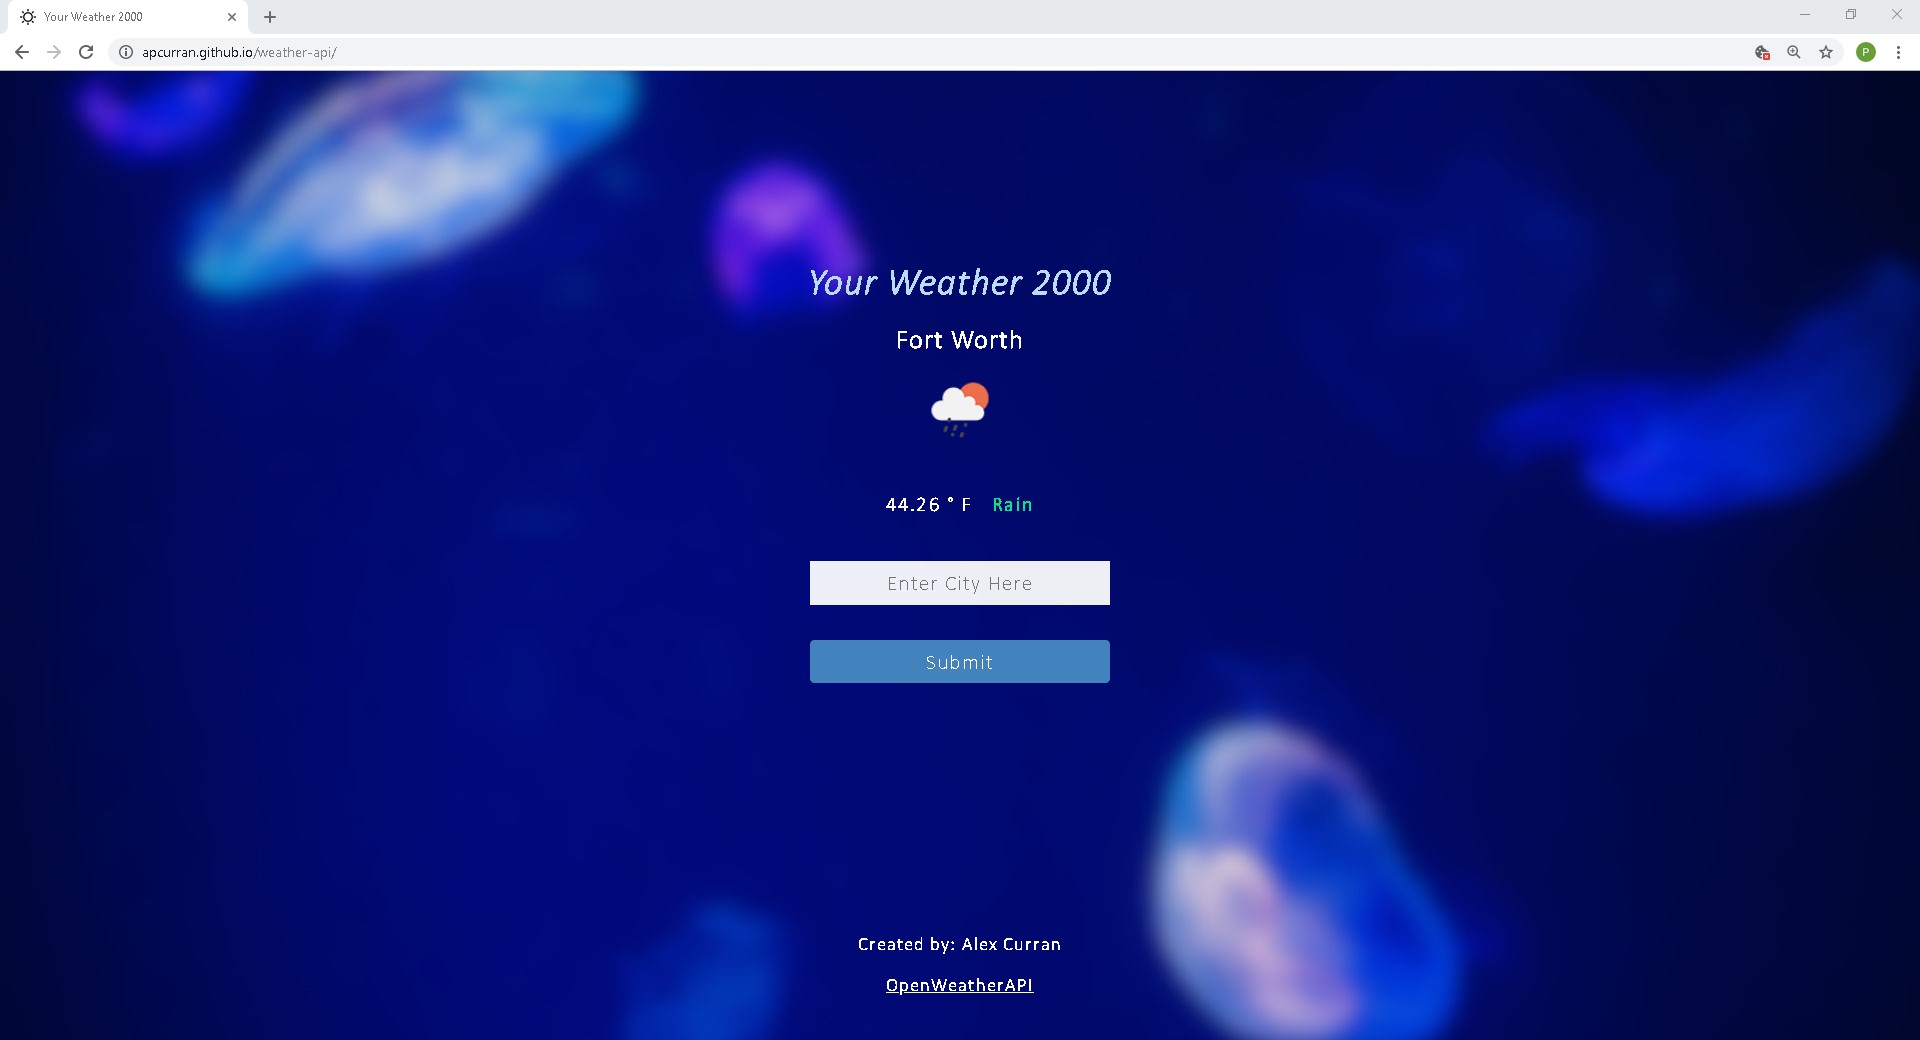 Your Weather 2000
apcurran.github.io/weather-api/
P
Your Weather 2000
Fort Worth
44.26 ° F Rain
Enter City Here
Submit
Created by: Alex Curran
OpenWeatherAPI